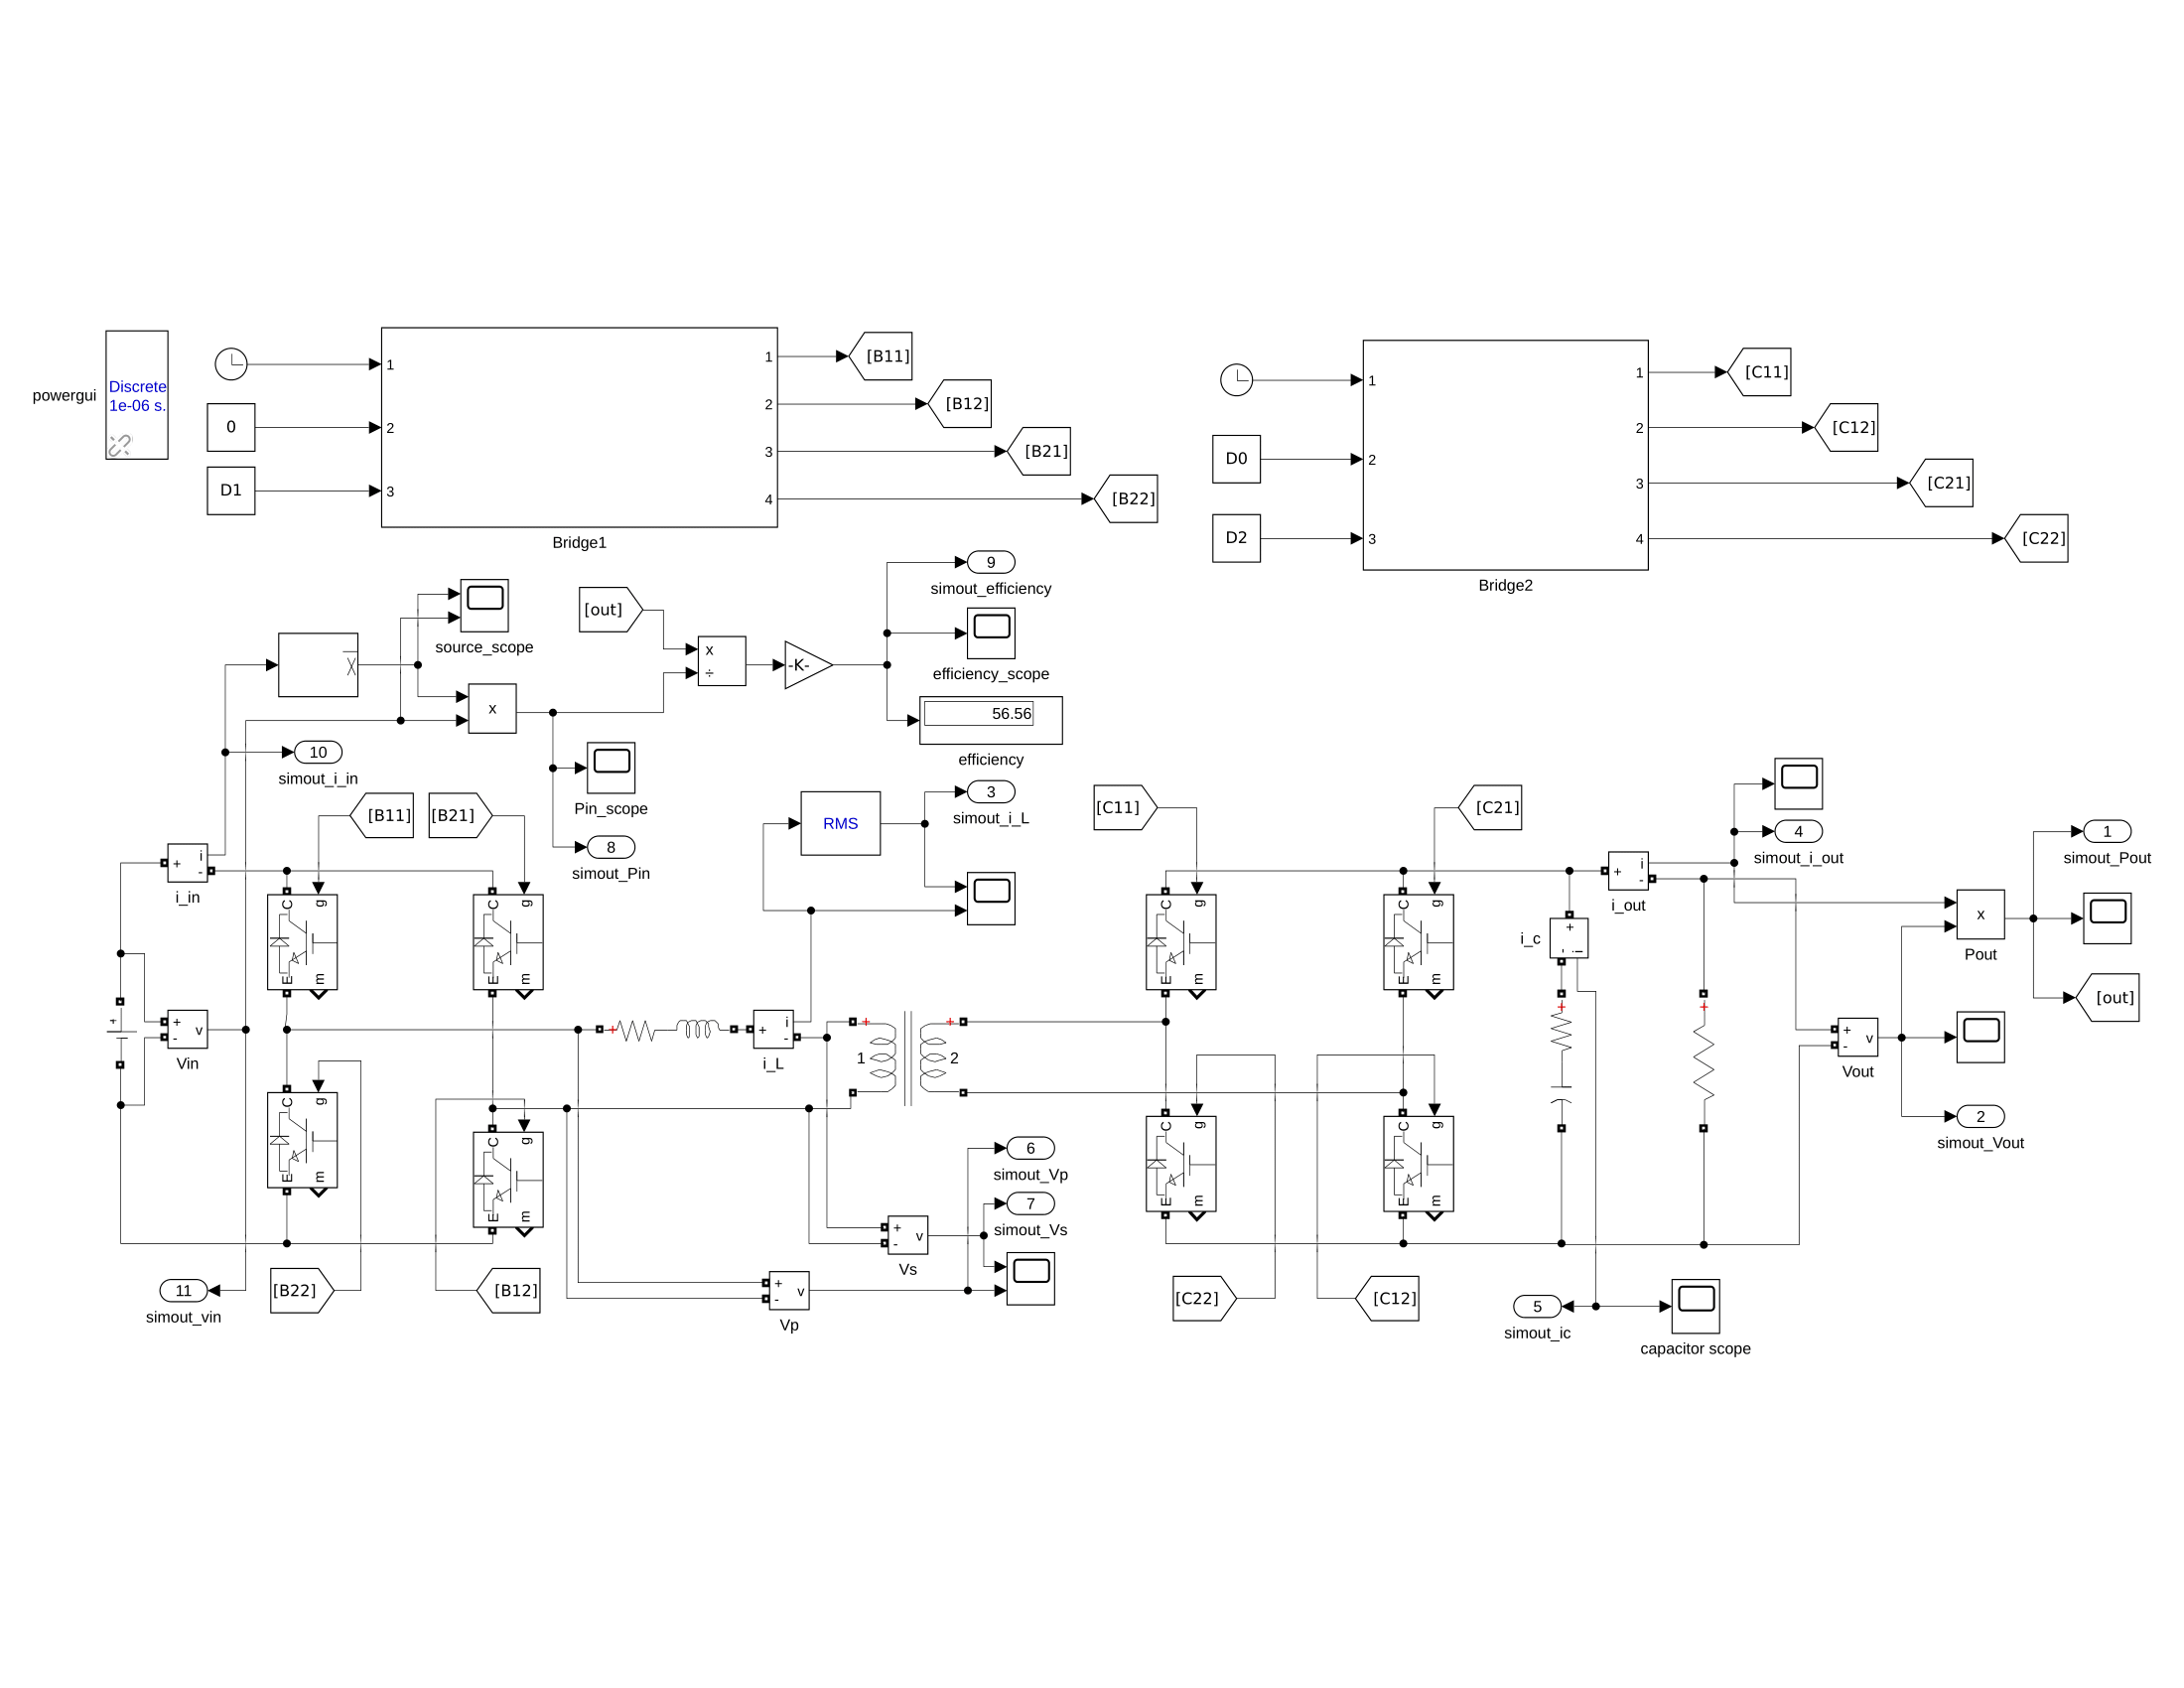 powergui
Discrete
1e-06 s.
0
D1
1
2
3
1
2
3
4
Bridge1
[B11]
[B12]
[B21]
[B22]
D0
D2
1
2
3
1
2
3
4
Bridge2
[C11]
[C12]
[C21]
[C22]
source_scope
[out]
x
÷
-K-
9
simout_efficiency
efficiency_scope
56.56
efficiency
x
X
10
simout_i_in
Pin_scope
8
simout_Pin
[B11]
[B21]
+
i
-
i_in
C
g
E
m
C
g
E
m
RMS
3
simout_i_L
[C11]
[C21]
C
g
E
m
C
g
E
m
+
i
-
i_out
4
simout_i_out
x
Pout
1
simout_Pout
[out]
i_c
+
-
i
+
+
-
v
Vin
+
+
i
-
i_L
+
+
1
2
+
+
+
-
v
Vout
2
simout_Vout
C
g
E
m
C
g
E
m
C
g
E
m
C
g
E
m
6
simout_Vp
7
simout_Vs
+
-
v
Vs
+
-
v
Vp
11
simout_vin
[B22]
[B12]
[C22]
[C12]
5
simout_ic
capacitor scope